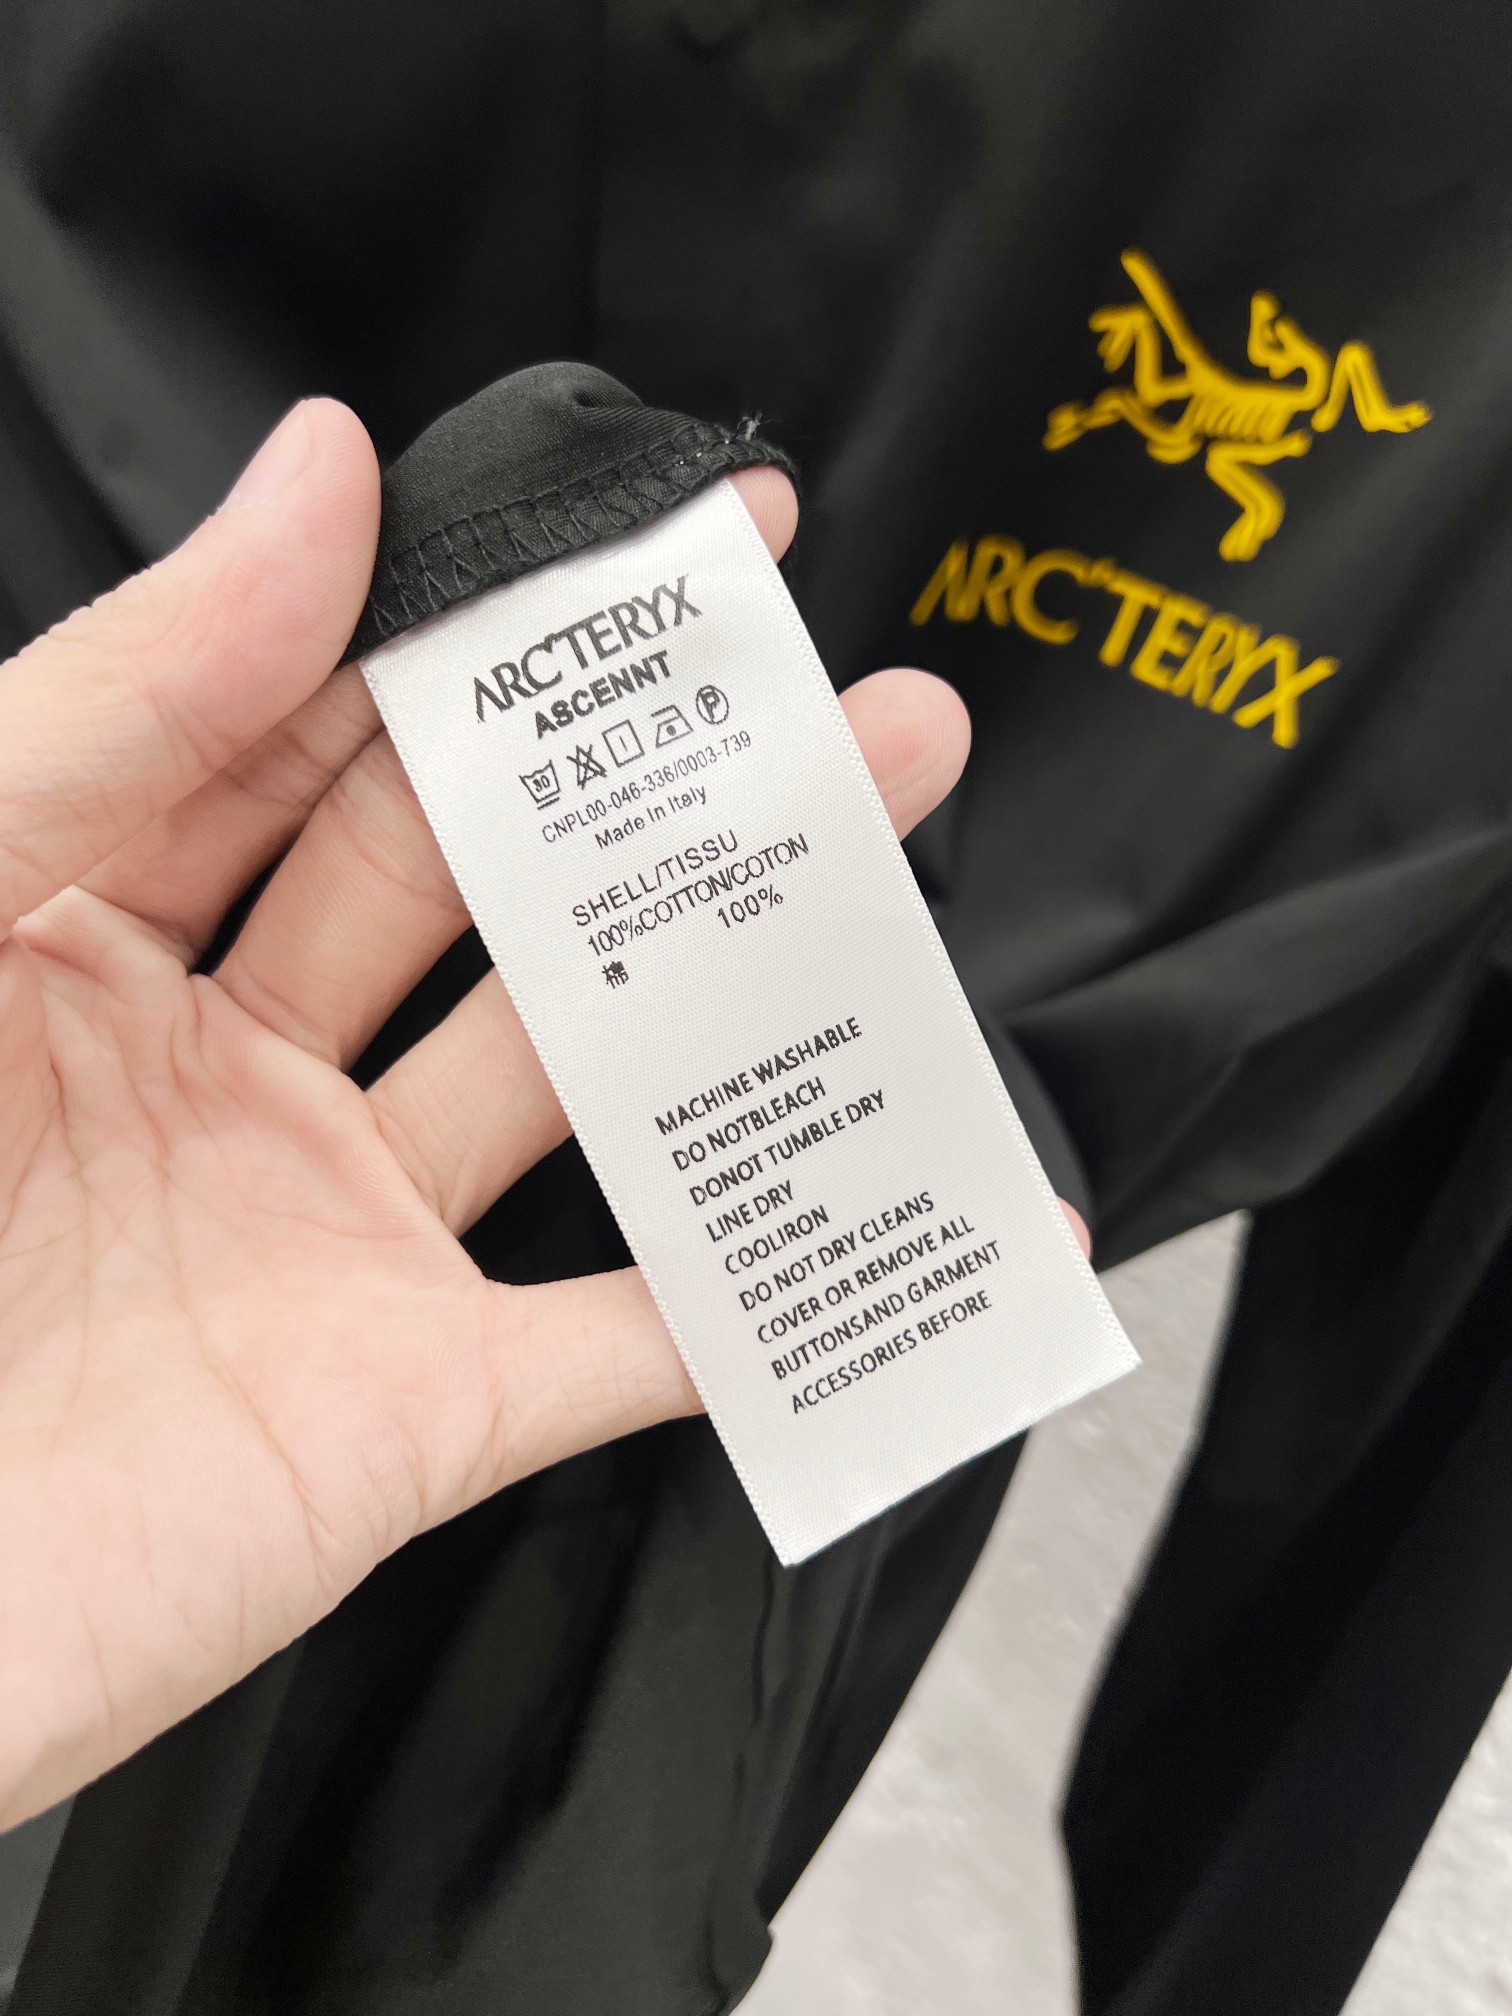 ARC'TERYX
ASCENNT
30
P
CNPL00-046-336/0003-739
Made In Italy
SHELL/TISSU
100%COTTON/COTON
100%
棉
MACHINE WASHABLE
DO NOTBLEACH
DONOT TUMBLE DRY
LINE DRY
COOLIRON
DO NOT DRY CLEANS
COVER OR REMOVE ALL
BUTTONSAND GARMENT
ACCESSORIES BEFORE
ARC'TERYX